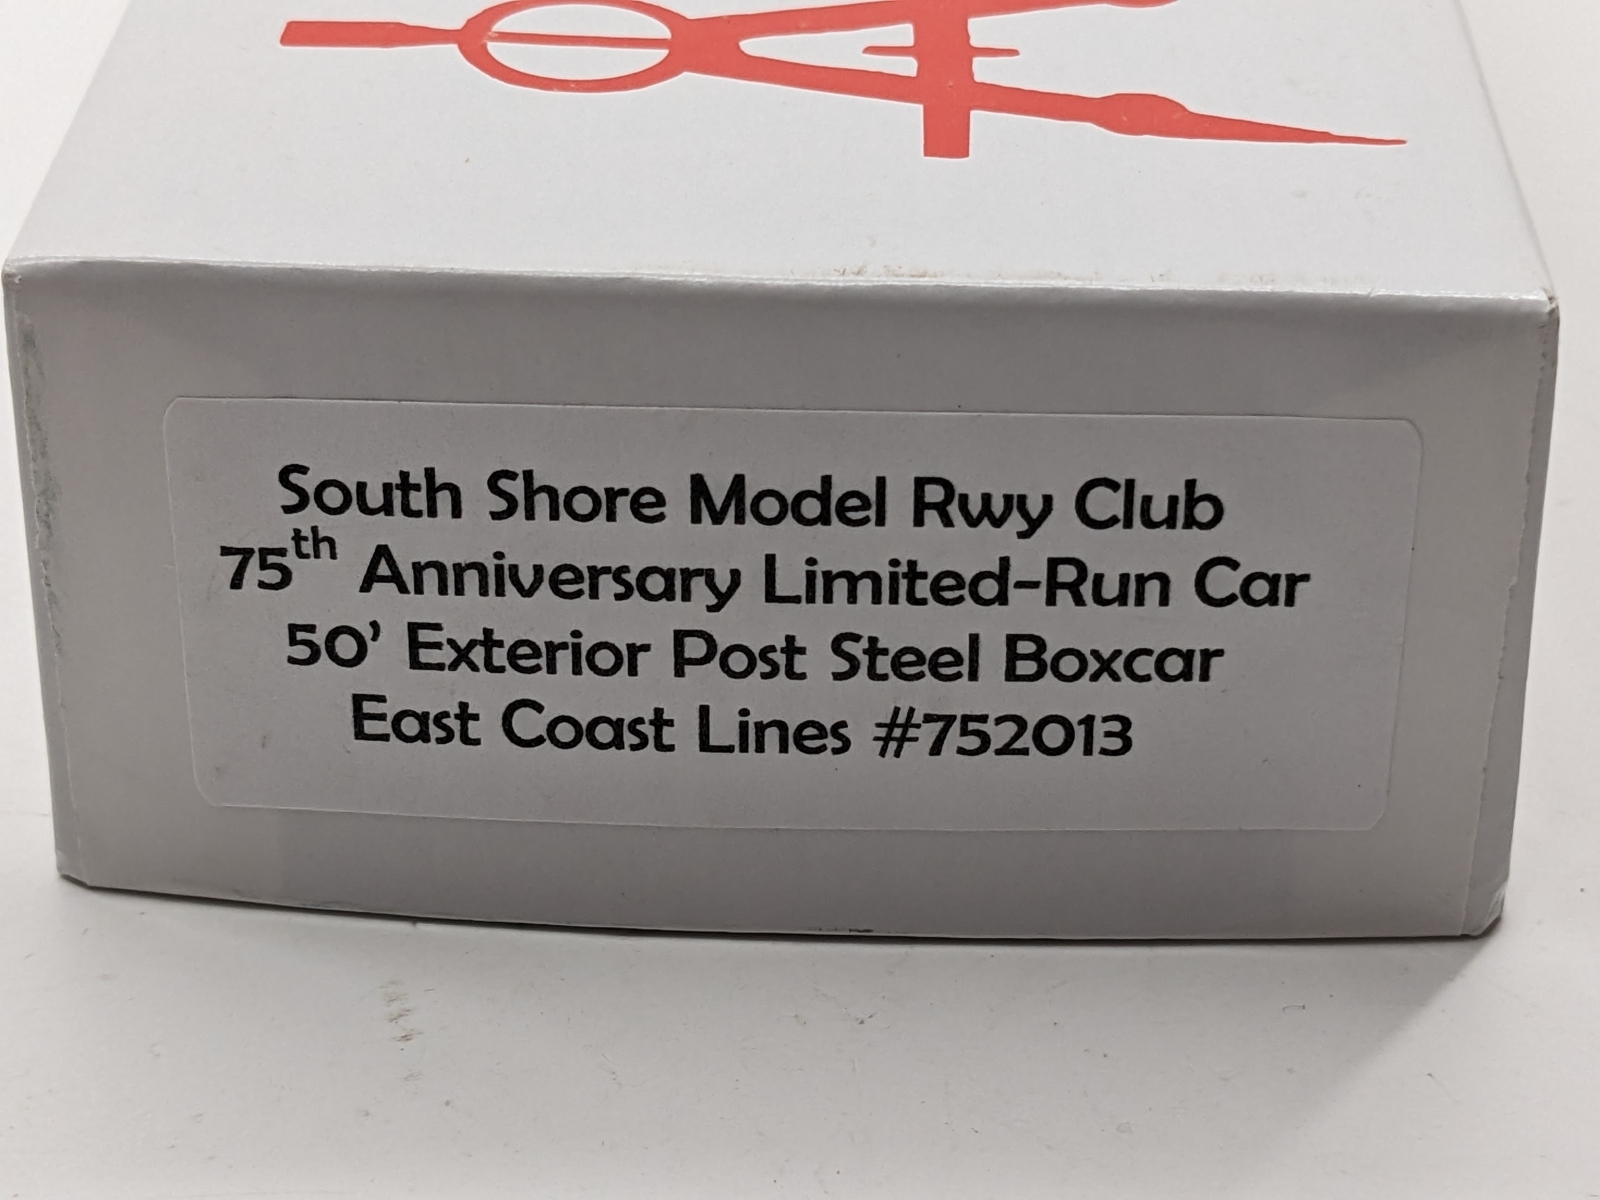 South Shore Model Rwy Club
75th Anniversary Limited-Run Car
50' Exterior Post Steel Boxcar
East Coast Lines #752013